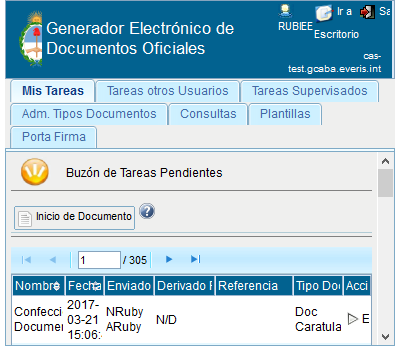 Generador Electrónico de
Documentos Oficiales
RUBIEE
Ir a
Escritorio
Sa
cas-
test.gcaba.everis.int
Mis Tareas
Tareas otros Usuarios
Tareas Supervisados
Adm. Tipos Documentos
Consultas
Plantillas
Porta Firma
Buzón de Tareas Pendientes
Inicio de Documento
1 / 305
Nombre Fecha Enviado Derivado Referencia Tipo Doc Acci
Confecci
Documen
2017-
03-21
15:06:
NRuby
ARuby
N/D
Doc
Caratula
E